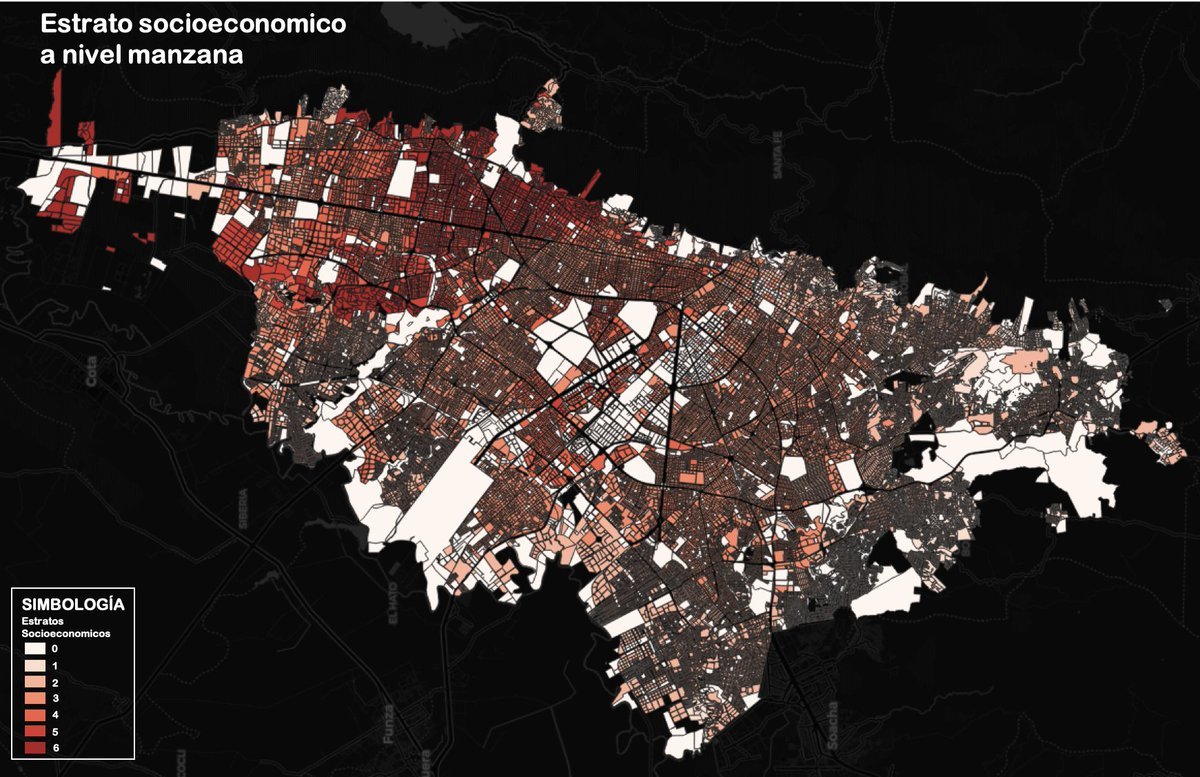 Estrato socioeconomico
a nivel manzana
SANTA FE
Cota
SIBERIA
EL MATO
Funza
Soacha
SIMBOLOGÍA
Estratos
Socioeconomicos
0
1
2
3
4
5
6